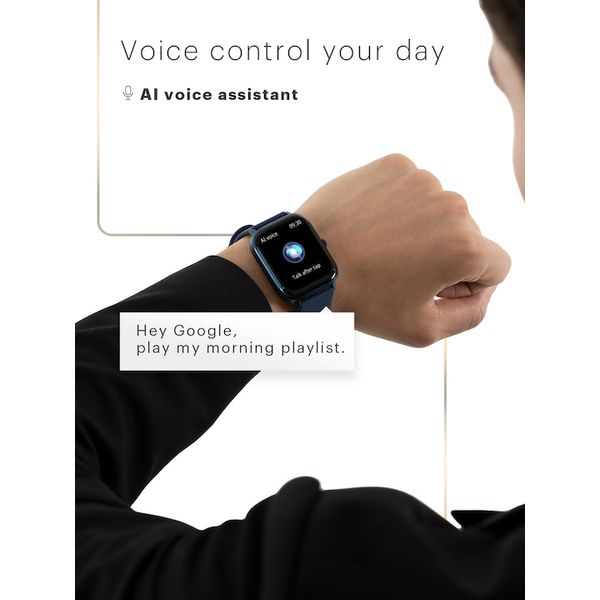 Voice control your day
AI voice assistant
09:30
AI voice
Talk after tap
Hey Google,
play my morning playlist.